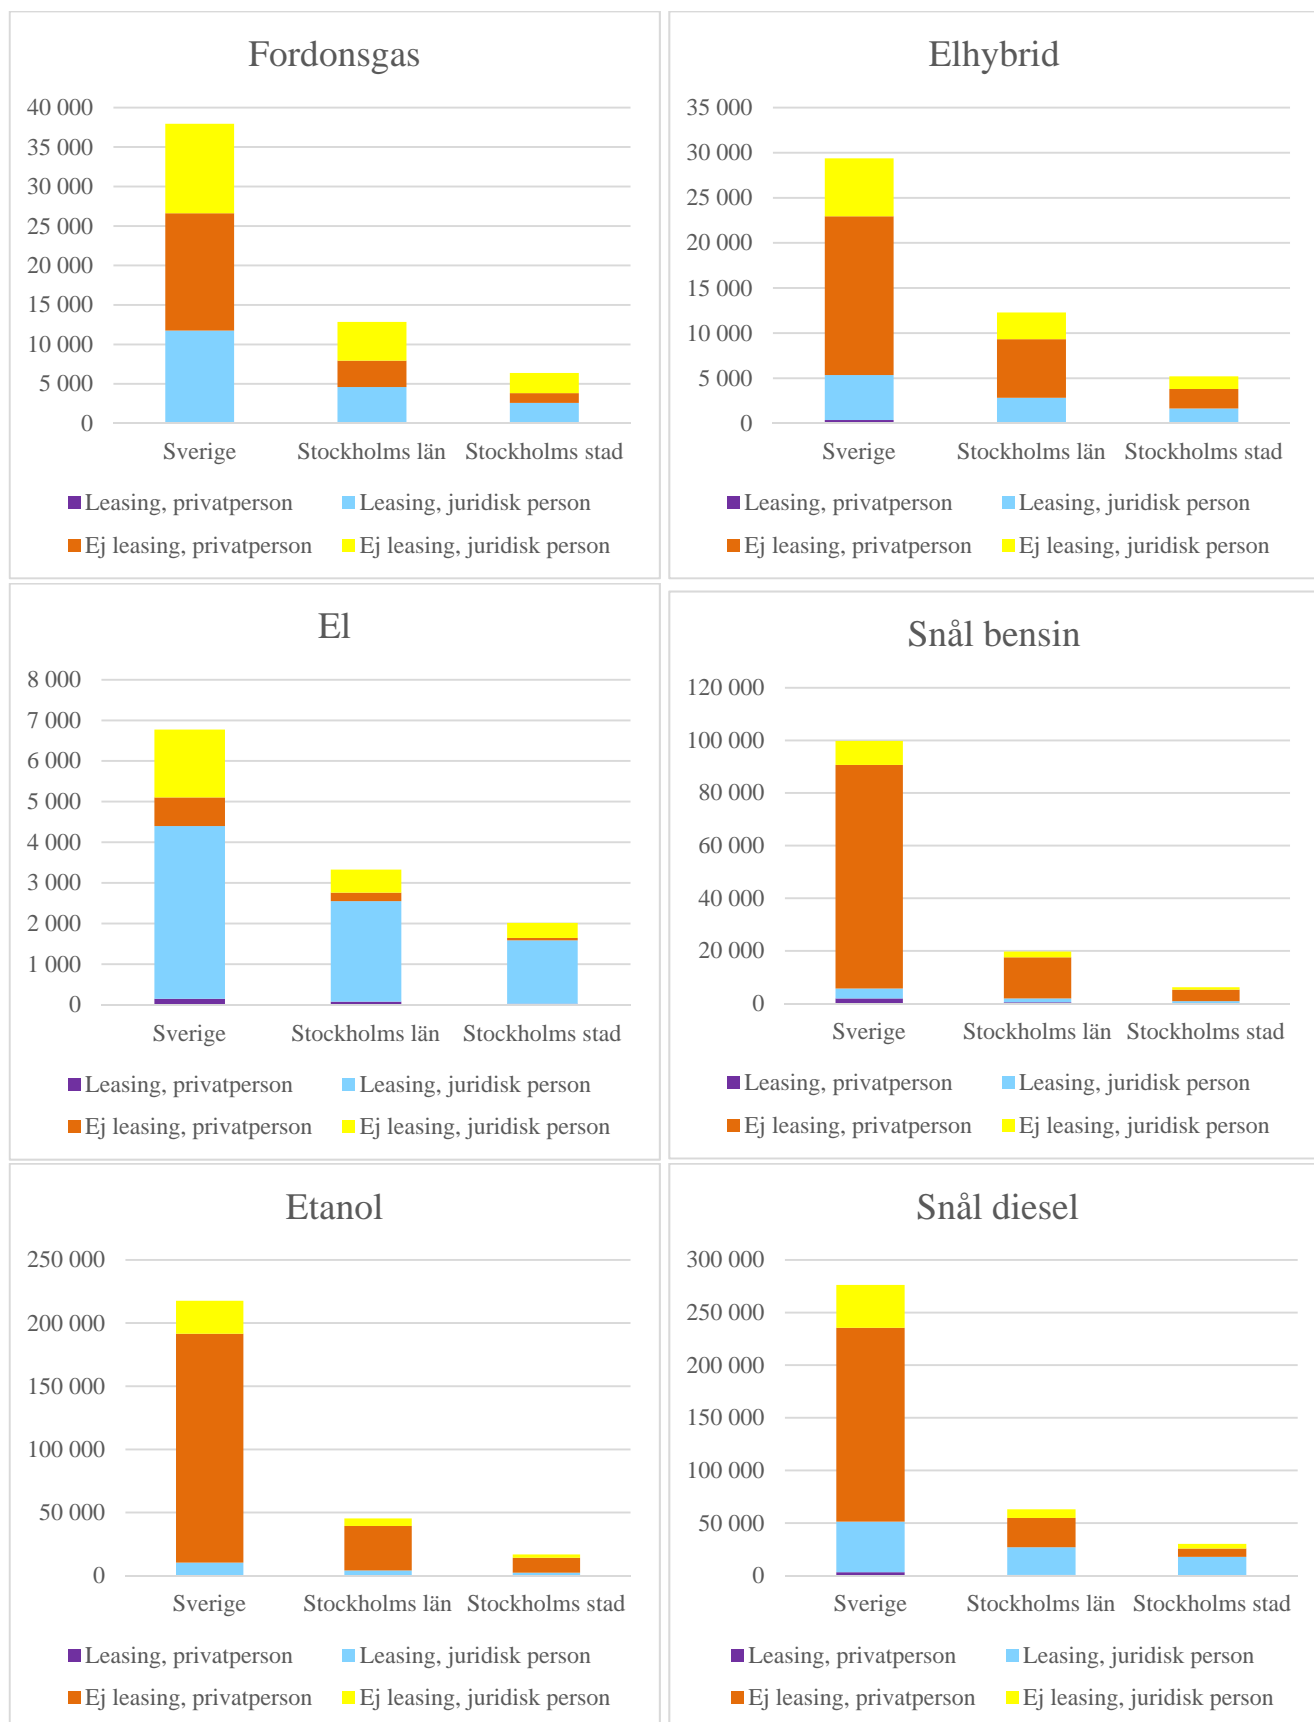 Fordonsgas
40 000
35 000
30 000
25 000
20 000
15 000
10 000
5 000
0
Sverige Stockholms län Stockholms stad
Leasing, privatperson Leasing, juridisk person
Ej leasing, privatperson Ej leasing, juridisk person
Elhybrid
35 000
30 000
25 000
20 000
15 000
10 000
5 000
0
Sverige Stockholms län Stockholms stad
Leasing, privatperson Leasing, juridisk person
Ej leasing, privatperson Ej leasing, juridisk person
El
8 000
7 000
6 000
5 000
4 000
3 000
2 000
1 000
0
Sverige Stockholms län Stockholms stad
Leasing, privatperson Leasing, juridisk person
Ej leasing, privatperson Ej leasing, juridisk person
Snål bensin
120 000
100 000
80 000
60 000
40 000
20 000
0
Sverige Stockholms län Stockholms stad
Leasing, privatperson Leasing, juridisk person
Ej leasing, privatperson Ej leasing, juridisk person
Etanol
250 000
200 000
150 000
100 000
50 000
0
Sverige Stockholms län Stockholms stad
Leasing, privatperson Leasing, juridisk person
Ej leasing, privatperson Ej leasing, juridisk person
Snål diesel
300 000
250 000
200 000
150 000
100 000
50 000
0
Sverige Stockholms län Stockholms stad
Leasing, privatperson Leasing, juridisk person
Ej leasing, privatperson Ej leasing, juridisk person